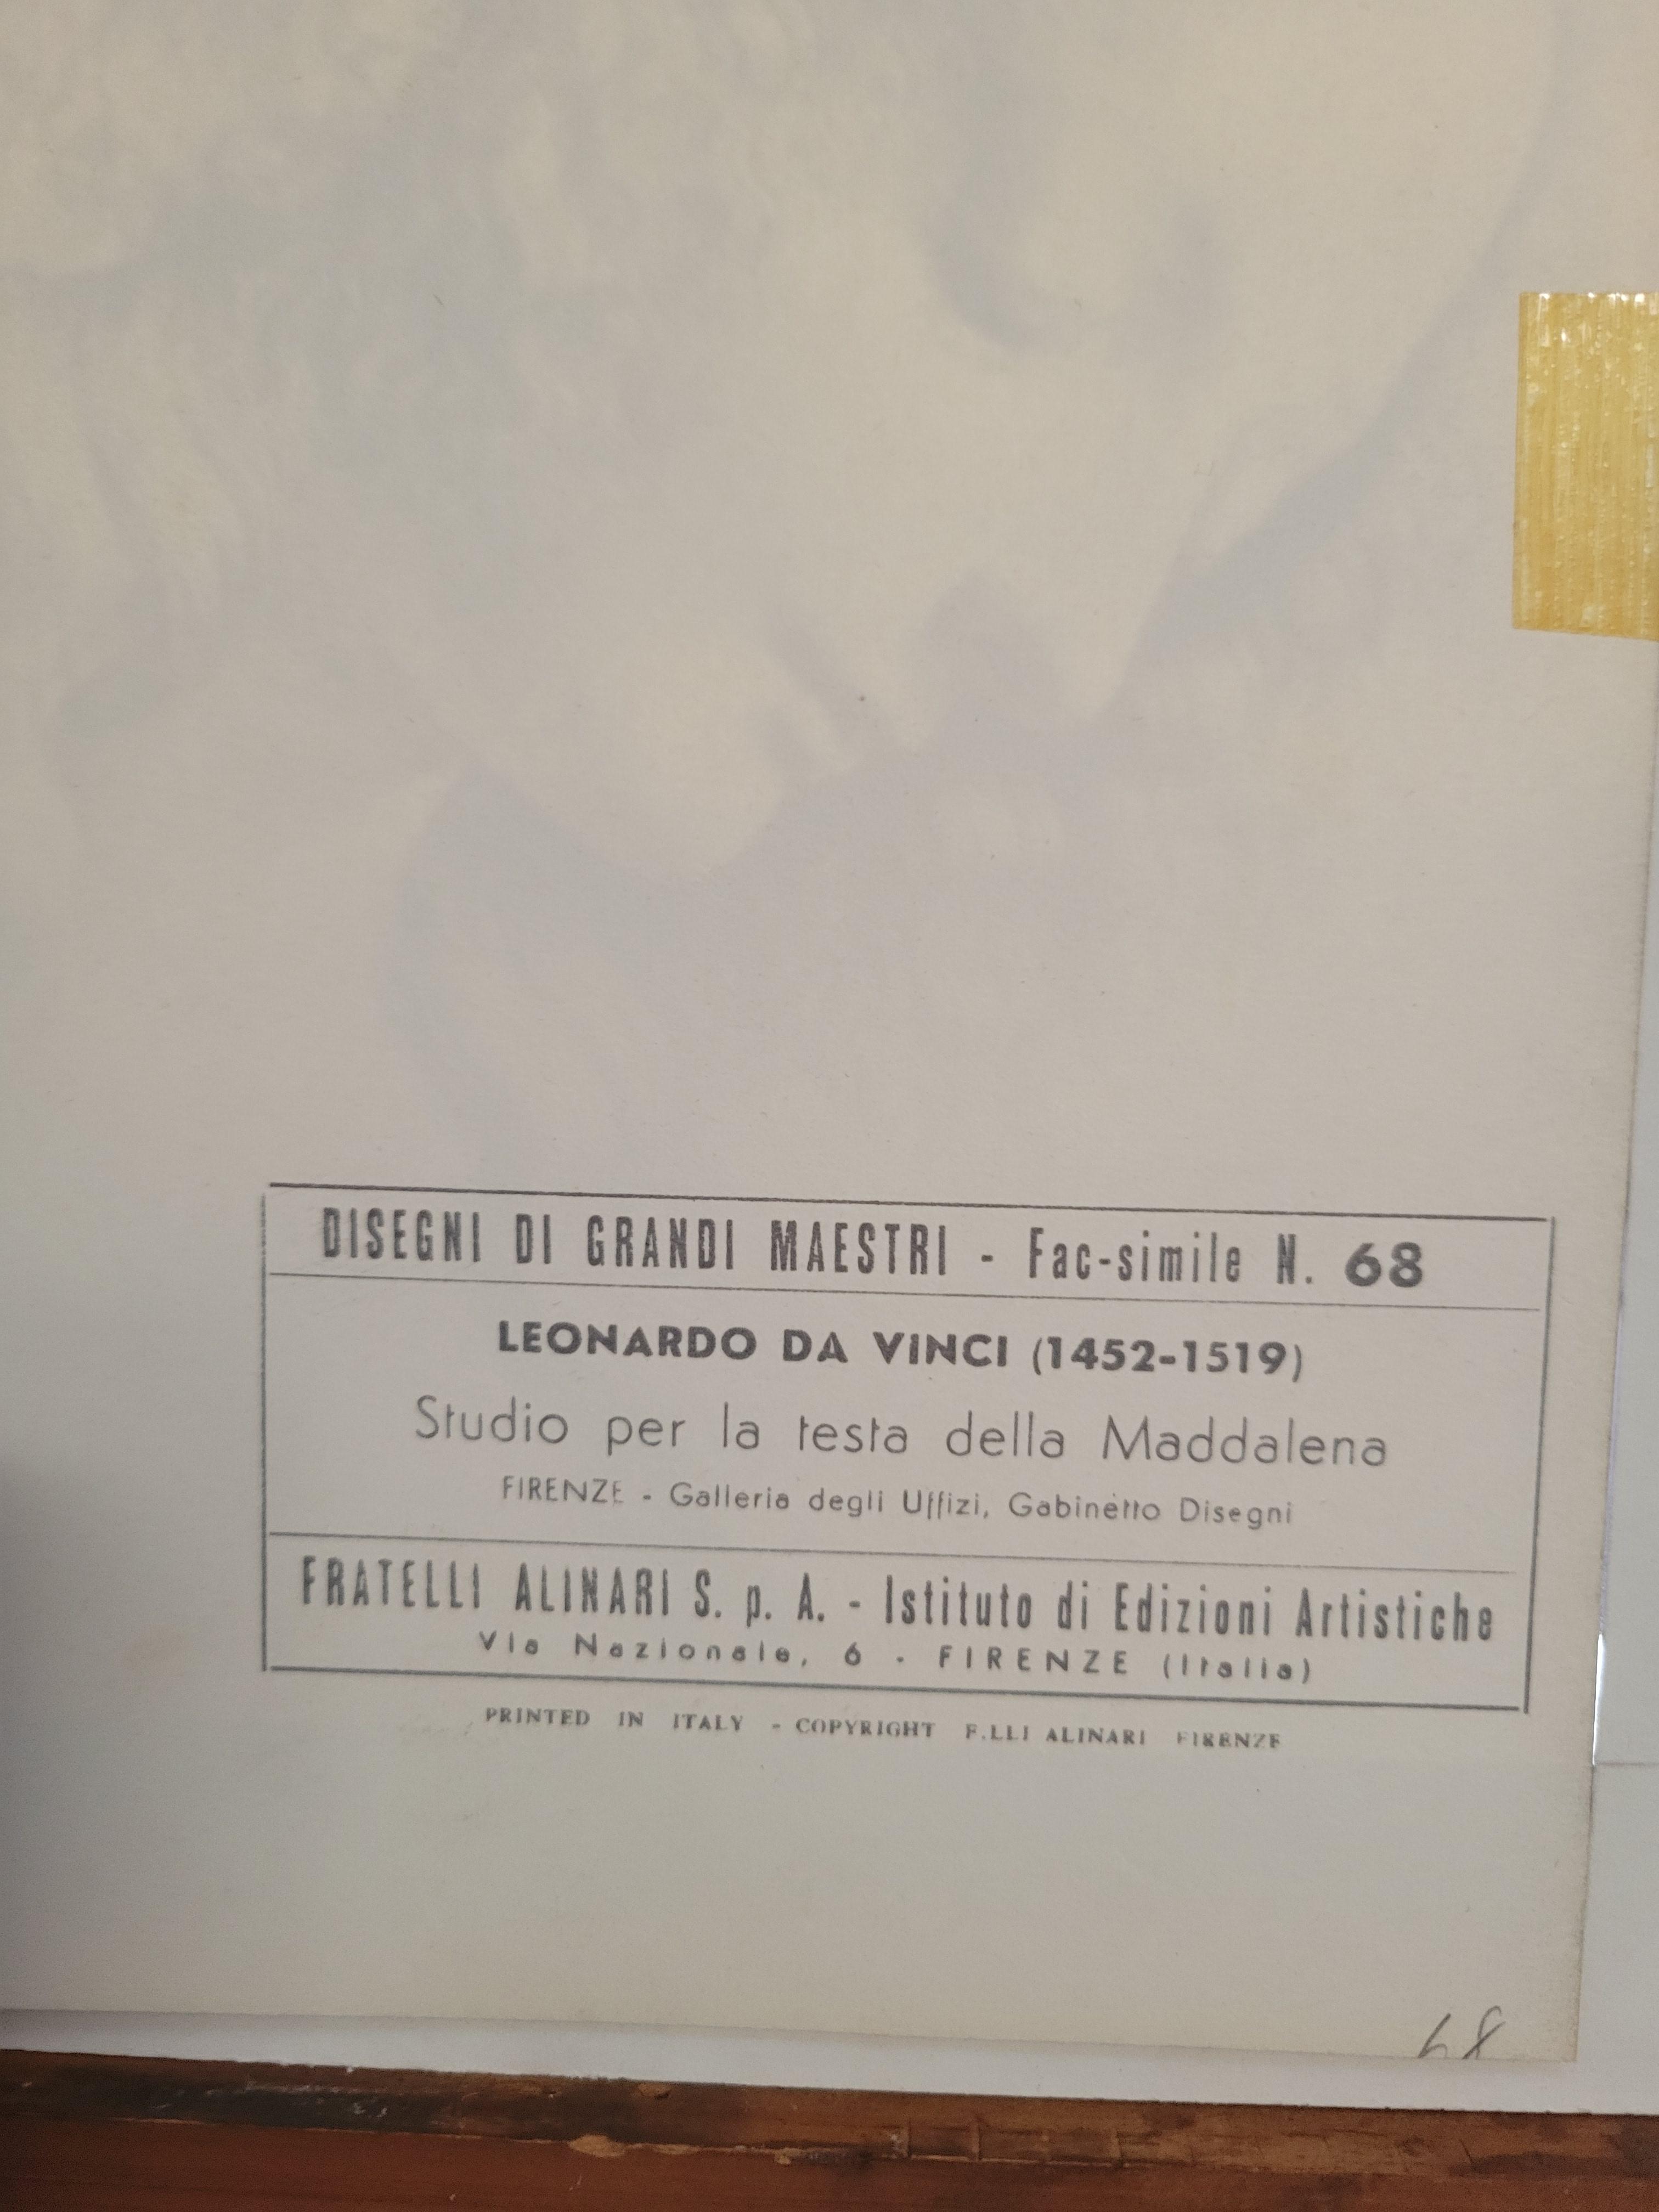 DISEGNI DI GRANDI MAESTRI - Fac-simile N. 68
LEONARDO DA VINCI (1452-1519)
Studio per la testa della Maddalena
FIRENZE - Galleria degli Uffizi, Gabinetto Disegni
FRATELLI ALINARI S. p. A. - Istituto di Edizioni Artistiche
Via Nazionale, 6 - FIRENZE (Italia)
PRINTED IN ITALY - COPYRIGHT F.LLI ALINARI FIRENZE
68